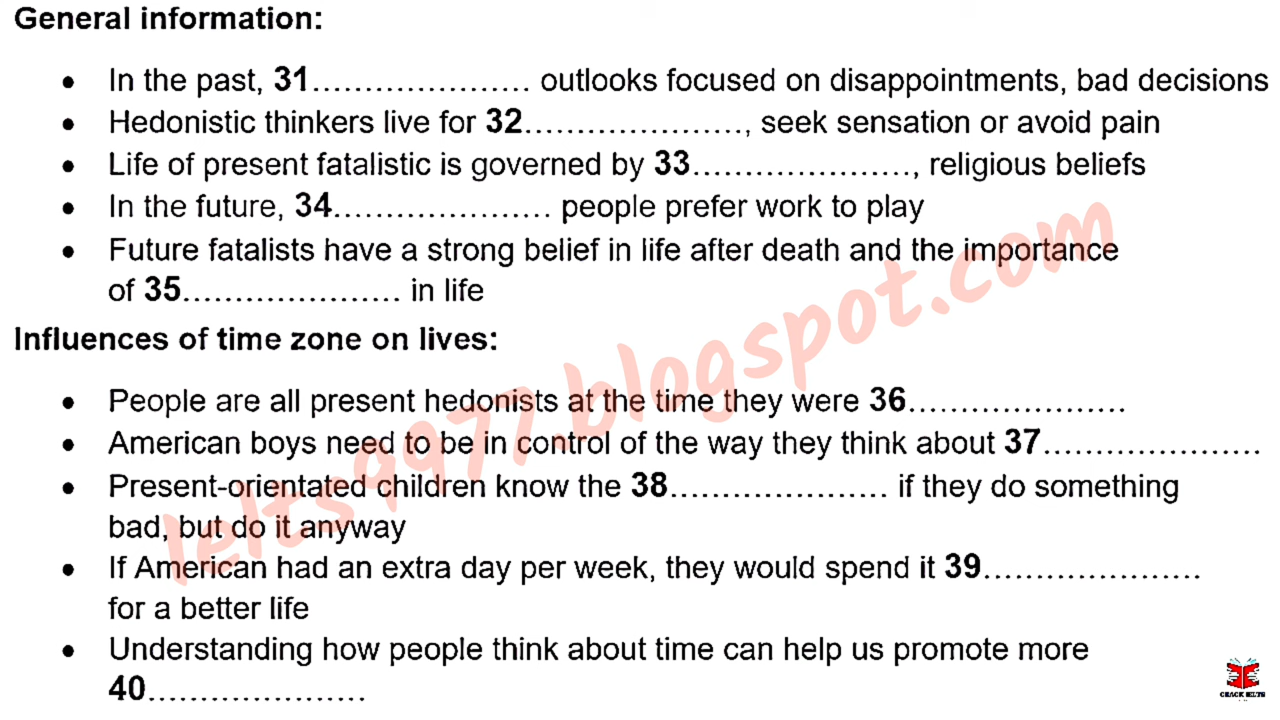 General information:
• In the past, 31..................... outlooks focused on disappointments, bad decisions
• Hedonistic thinkers live for 32....................., seek sensation or avoid pain
• Life of present fatalistic is governed by 33....................., religious beliefs
• In the future, 34..................... people prefer work to play
• Future fatalists have a strong belief in life after death and the importance
of 35..................... in life
Influences of time zone on lives:
• People are all present hedonists at the time they were 36.....................
• American boys need to be in control of the way they think about 37.....................
• Present-orientated children know the 38..................... if they do something
bad, but do it anyway
• If American had an extra day per week, they would spend it 39.....................
for a better life
• Understanding how people think about time can help us promote more
40.....................
Ielts9977.blogspot.com
CRACK IELTS